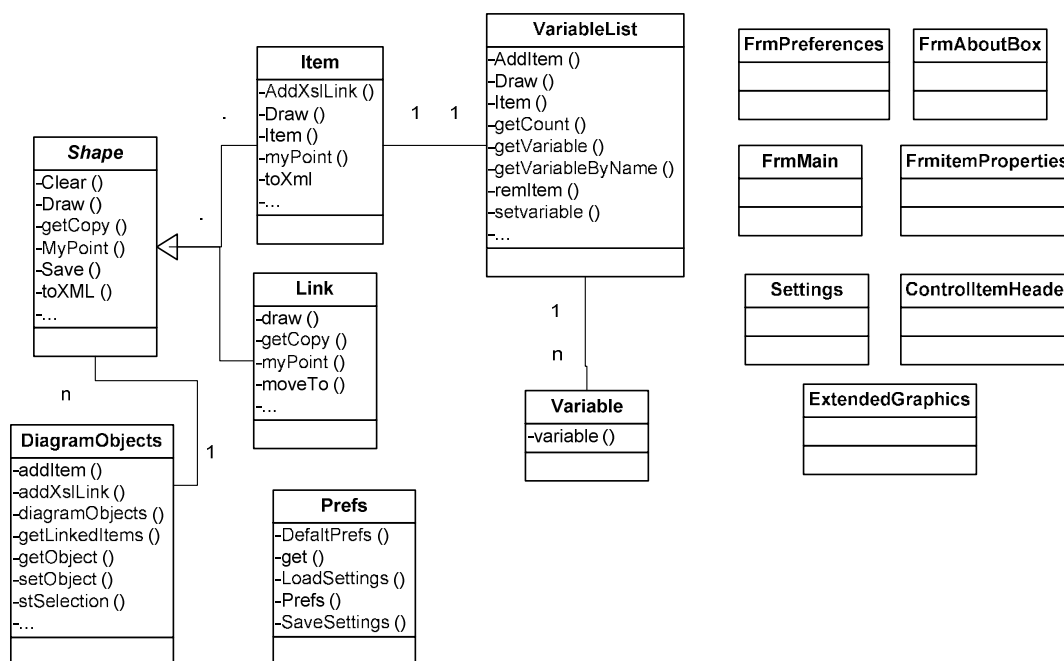 VariableList
-AddItem ()
-Draw ()
-Item ()
-getCount ()
-getVariable ()
-getVariableByName ()
-remItem ()
-setvariable ()
-...
Item
-AddXslLink ()
-Draw ()
-Item ()
-myPoint ()
-toXml
-...
1 1
.
.
Shape
-Clear ()
-Draw ()
-getCopy ()
-MyPoint ()
-Save ()
-toXML ()
-...
Link
-draw ()
-getCopy ()
-myPoint ()
-moveTo ()
-...
n
1
1
n
Variable
-variable ()
DiagramObjects
-addItem ()
-addXslLink ()
-diagramObjects ()
-getLinkedItems ()
-getObject ()
-setObject ()
-stSelection ()
-...
Prefs
-DefaltPrefs ()
-get ()
-LoadSettings ()
-Prefs ()
-SaveSettings ()
FrmPreferences
FrmAboutBox
FrmMain
FrmitemProperties
Settings
ControlItemHeade
ExtendedGraphics